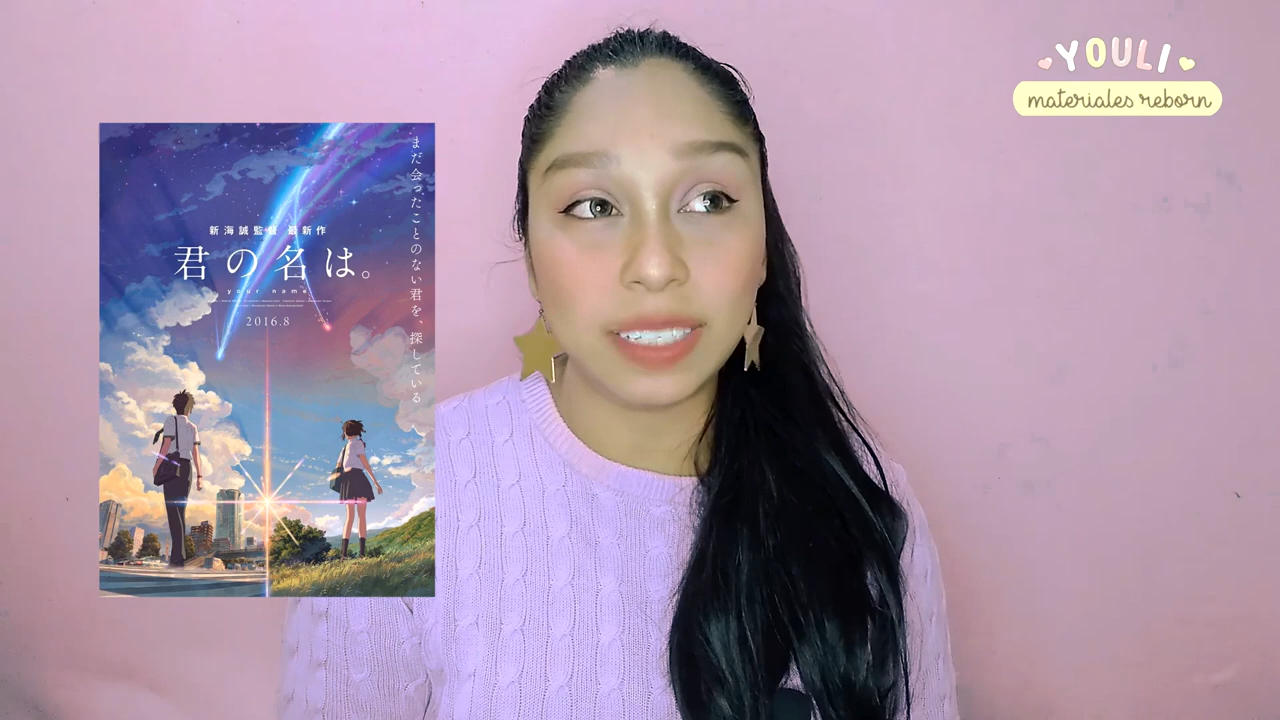 YOULI
materiales reborn
まだ会ったことのない君を、探している
新海誠監督 最新作
君の名は。
your name.
2016.8